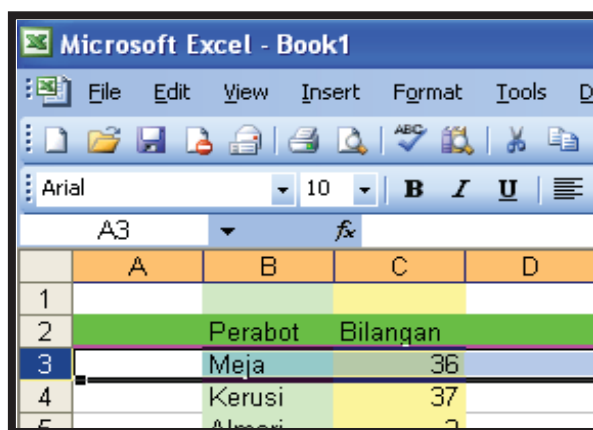 Microsoft Excel - Book1
File Edit View Insert Format Tools D
ABC
Arial 10 B I U
A3 fx
A B C D
1
2 Perabot Bilangan
3 Meja 36
4 Kerusi 37